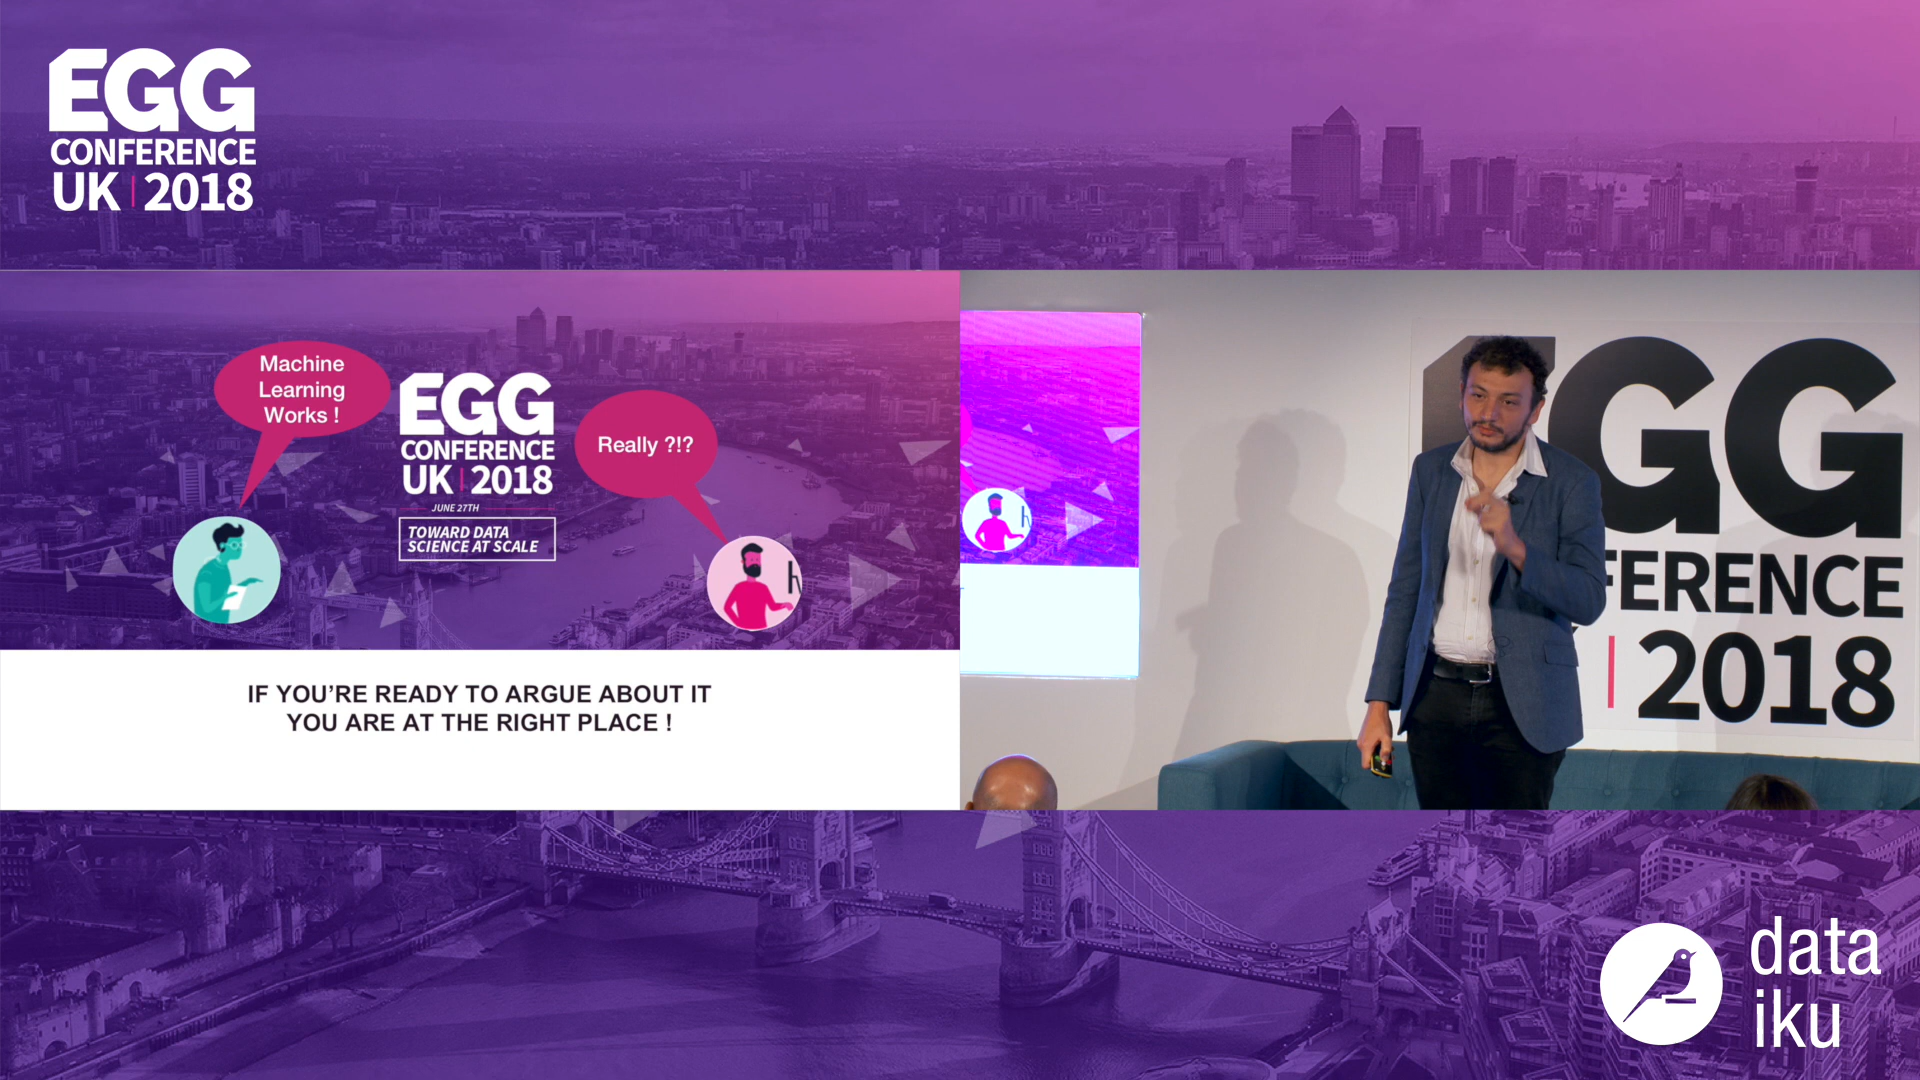 EGG
CONFERENCE
UK | 2018
Machine
Learning
Works !
EGG
CONFERENCE
UK | 2018
JUNE 27TH
TOWARD DATA
SCIENCE AT SCALE
Really ?!?
IF YOU'RE READY TO ARGUE ABOUT IT
YOU ARE AT THE RIGHT PLACE !
EGG
FERENCE
| 2018
data
iku